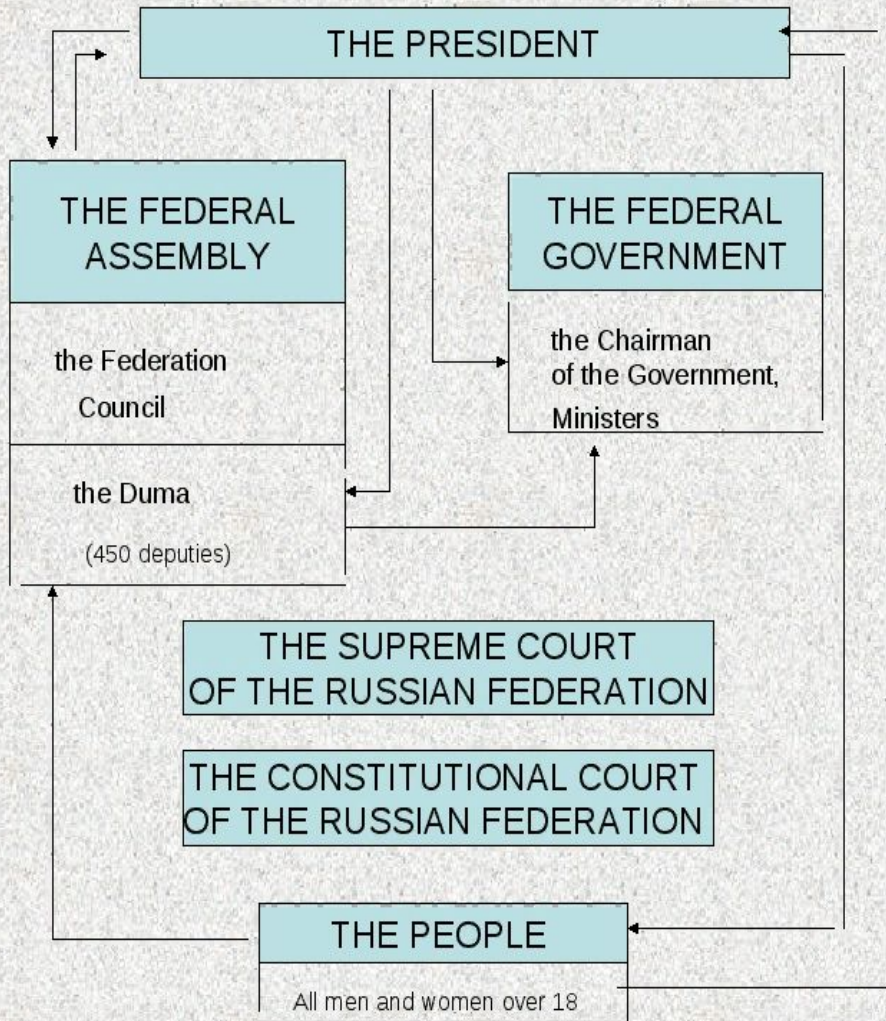 THE PRESIDENT
THE FEDERAL
ASSEMBLY
the Federation
Council
the Duma
(450 deputies)
THE FEDERAL
GOVERNMENT
the Chairman
of the Government,
Ministers
THE SUPREME COURT
OF THE RUSSIAN FEDERATION
THE CONSTITUTIONAL COURT
OF THE RUSSIAN FEDERATION
THE PEOPLE
All men and women over 18